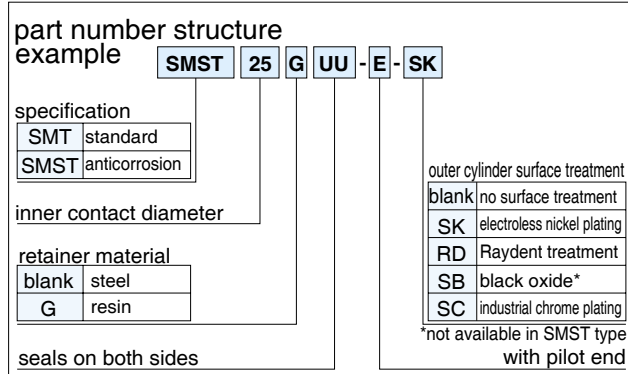 part number structure
example
SMST 25 G UU - E - SK
specification
SMT standard
SMST anticorrosion
inner contact diameter
retainer material
blank steel
G resin
seals on both sides
outer cylinder surface treatment
blank no surface treatment
SK electroless nickel plating
RD Raydent treatment
SB black oxide*
SC industrial chrome plating
*not available in SMST type
with pilot end